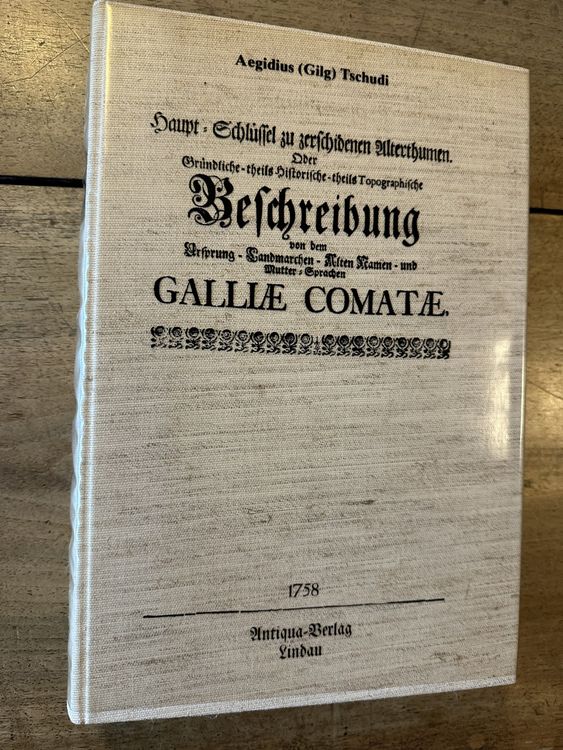 Aegidius (Gilg) Tschudi
Haupt-Schlüssel zu zerschidenen Alterthumen.
Oder
Gründliche-theils Historische-theils Topographische
Beschreibung
von dem
Ursprung-Landmarchen-Alten Namen-und
Mutter-Sprachen
GALLIÆ COMATÆ.
1758
Antiqua-Verlag
Lindau